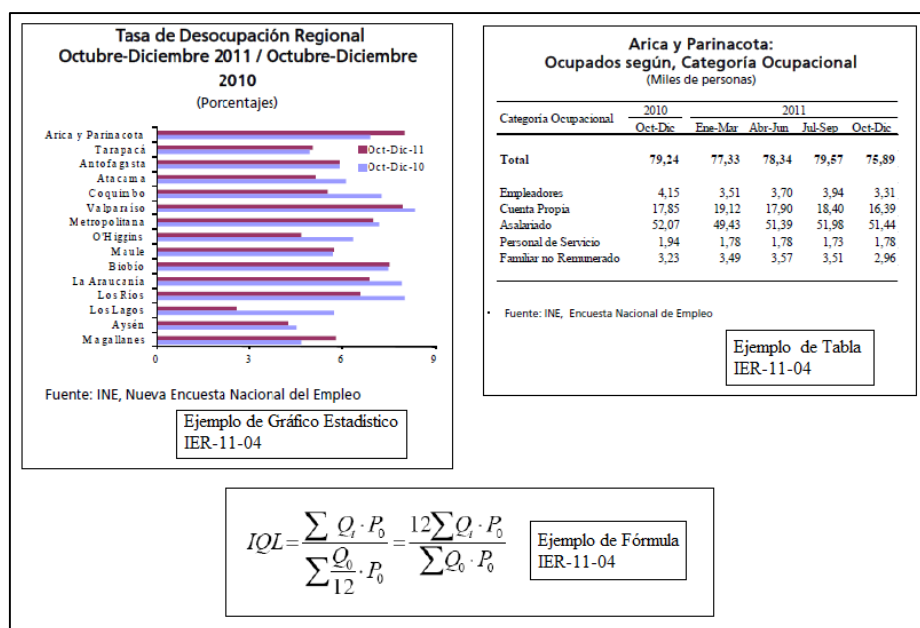 Tasa de Desocupación Regional
Octubre-Diciembre 2011 / Octubre-Diciembre
2010
(Porcentajes)
Arica y Parinacota
Tarapacá
Antofagasta
Atacama
Coquimbo
Valparaíso
Metropolitana
O'Higgins
Maule
Biobío
La Araucanía
Los Ríos
Los Lagos
Aysén
Magallanes
Oct-Dic-11
Oct-Dic-10
0 3 6 9
Fuente: INE, Nueva Encuesta Nacional del Empleo
Ejemplo de Gráfico Estadístico
IER-11-04
Arica y Parinacota:
Ocupados según, Categoría Ocupacional
(Miles de personas)
Categoría Ocupacional 2010 2011
Oct-Dic Ene-Mar Abr-Jun Jul-Sep Oct-Dic
Total 79,24 77,33 78,34 79,57 75,89
Empleadores 4,15 3,51 3,70 3,94 3,31
Cuenta Propia 17,85 19,12 17,90 18,40 16,39
Asalariado 52,07 49,43 51,39 51,98 51,44
Personal de Servicio 1,94 1,78 1,78 1,73 1,78
Familiar no Remunerado 3,23 3,49 3,57 3,51 2,96
• Fuente: INE, Encuesta Nacional de Empleo
Ejemplo de Tabla
IER-11-04
IQL = ∑ Q_t · P_0 / ∑ Q_0/12 · P_0 = 12∑ Q_t · P_0 / ∑ Q_0 · P_0
Ejemplo de Fórmula
IER-11-04